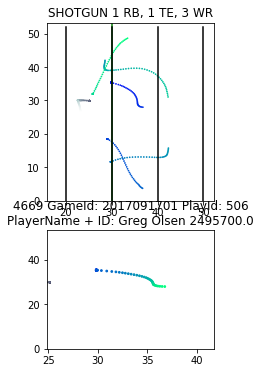 SHOTGUN 1 RB, 1 TE, 3 WR
50
40
30
20
10
0
20 30 40 50
4669 GameId: 2017091701 PlayId: 506
PlayerName + ID: Greg Olsen 2495700.0
40
20
0
25 30 35 40